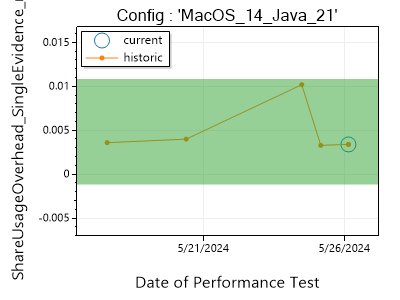 Config : 'MacOS_14_Java_21'
current
historic
0.015
0.01
0.005
0
-0.005
ShareUsageOverhead_SingleEvidence_
5/21/2024
5/26/2024
Date of Performance Test